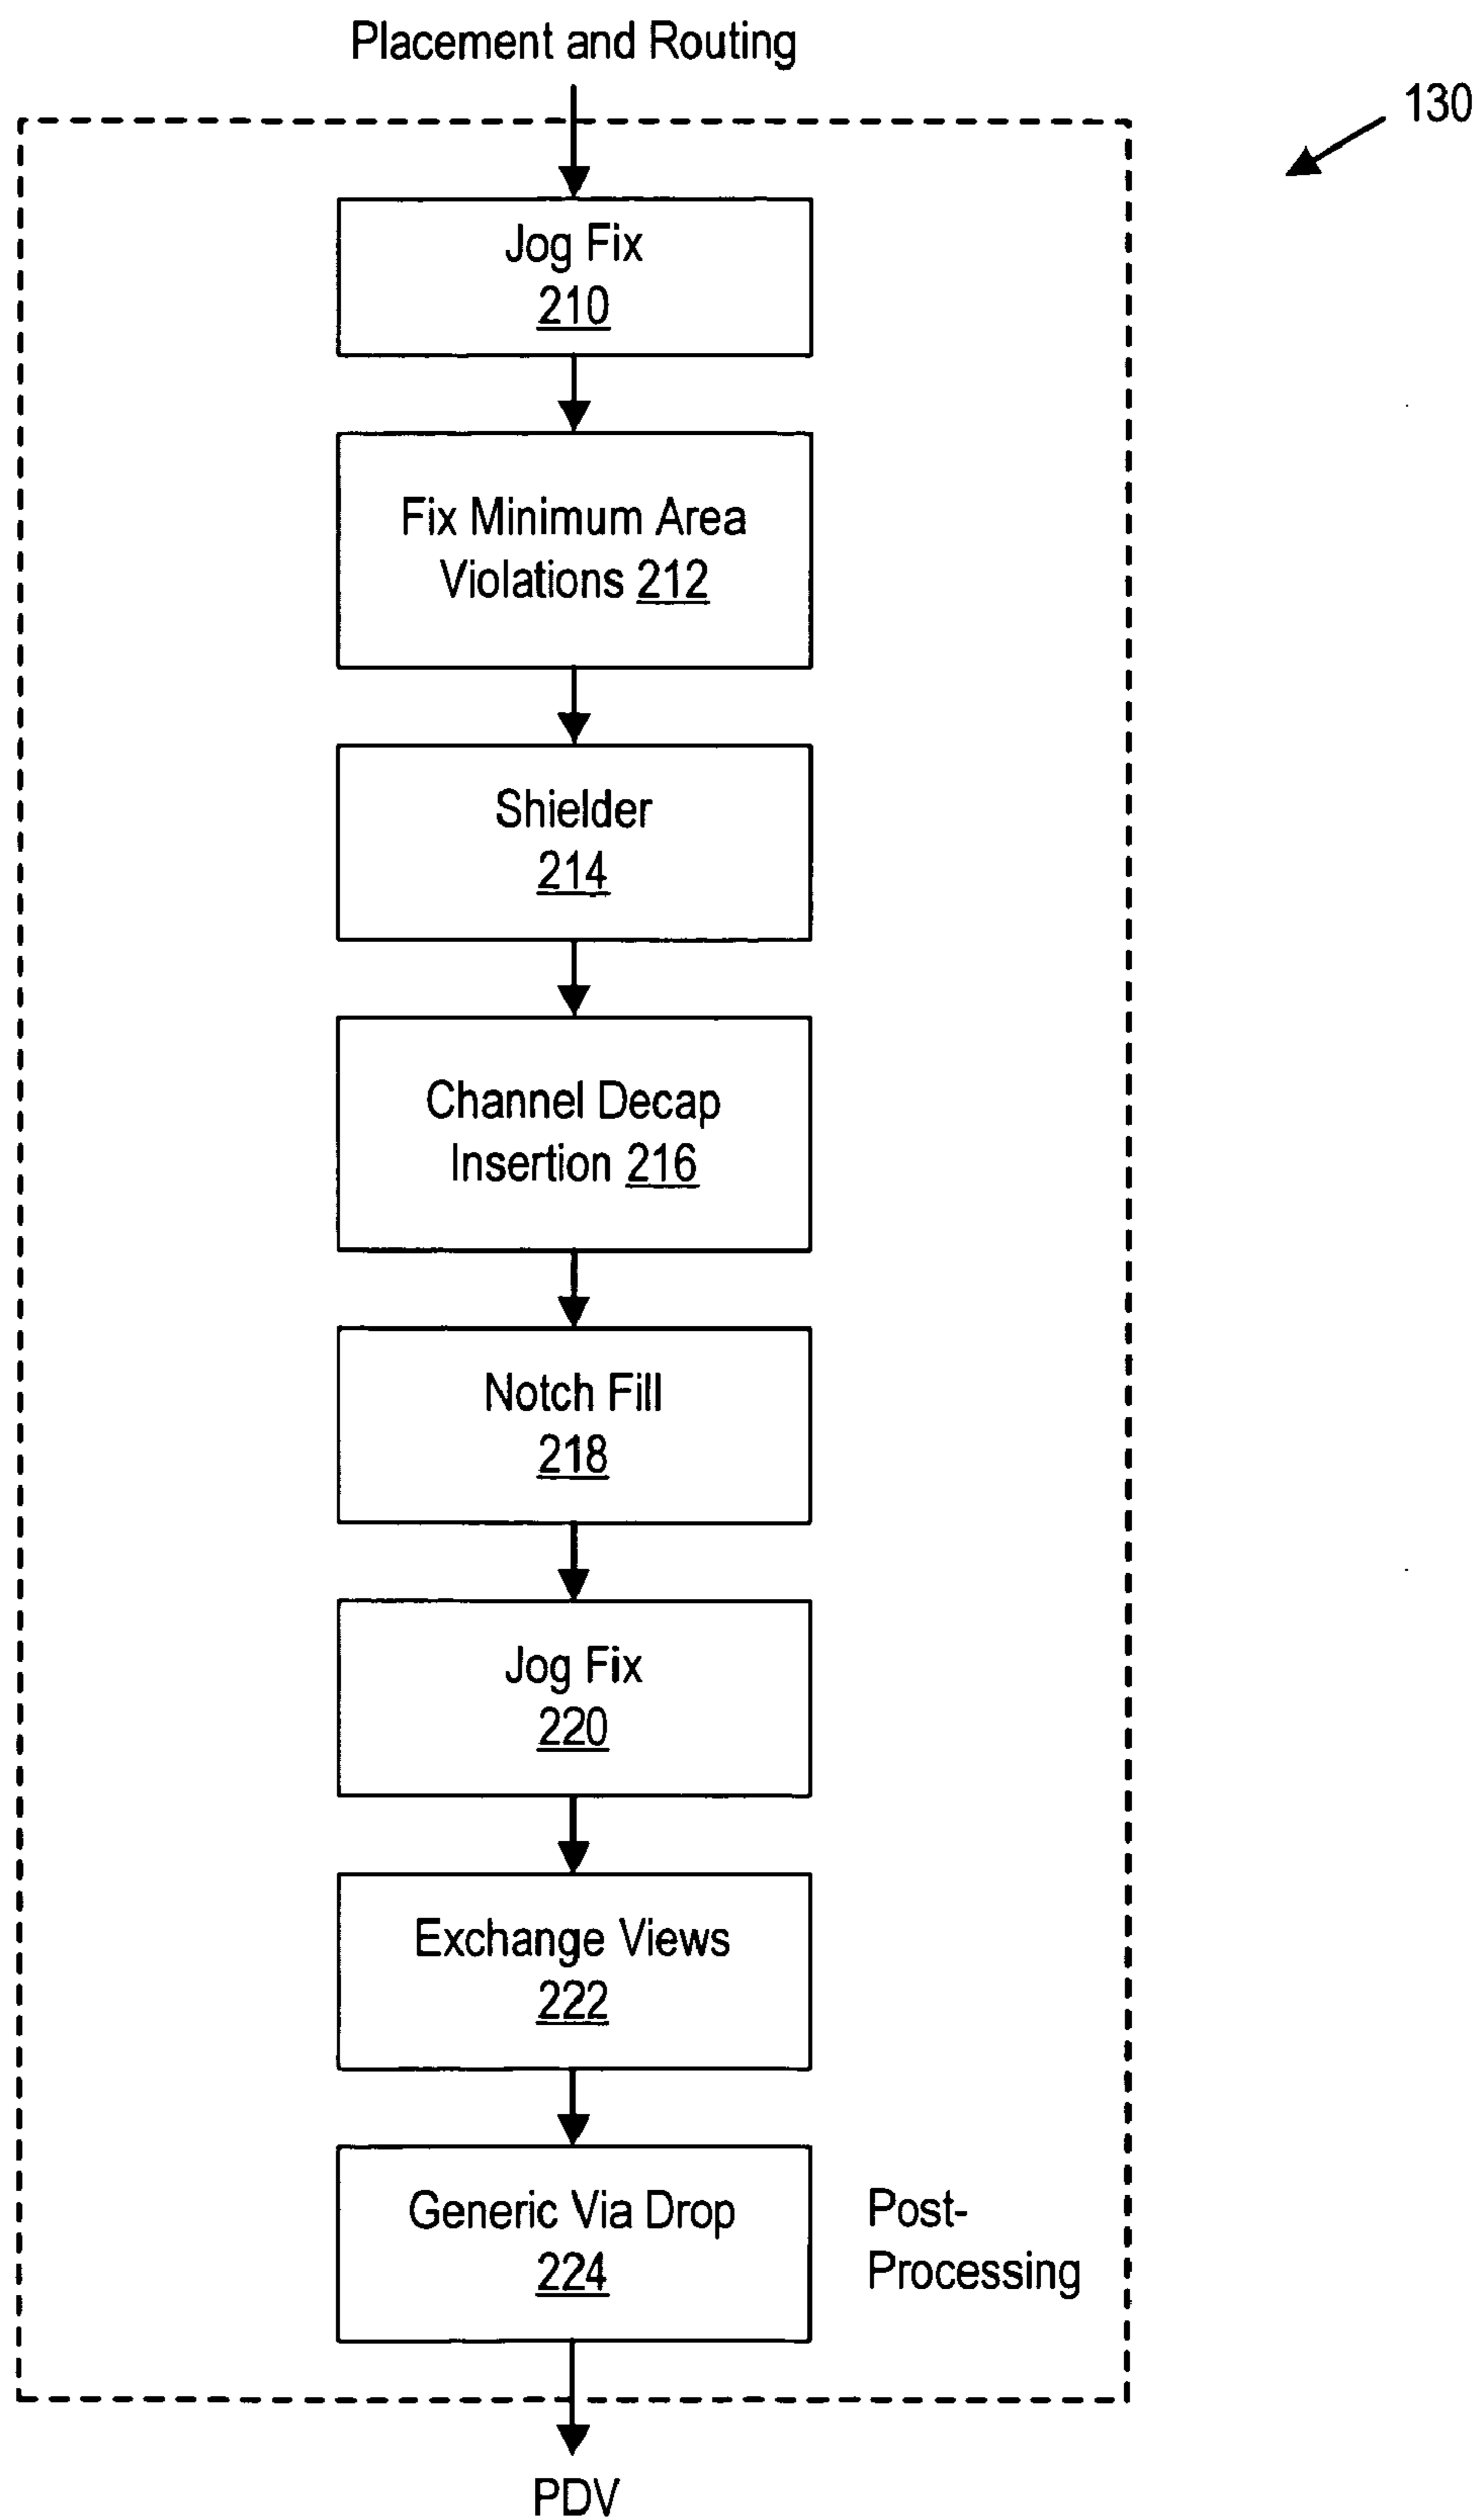 Placement and Routing
130
Jog Fix
210
Fix Minimum Area
Violations 212
Shielder
214
Channel Decap
Insertion 216
Notch Fill
218
Jog Fix
220
Exchange Views
222
Generic Via Drop
224
Post-
Processing
PDV